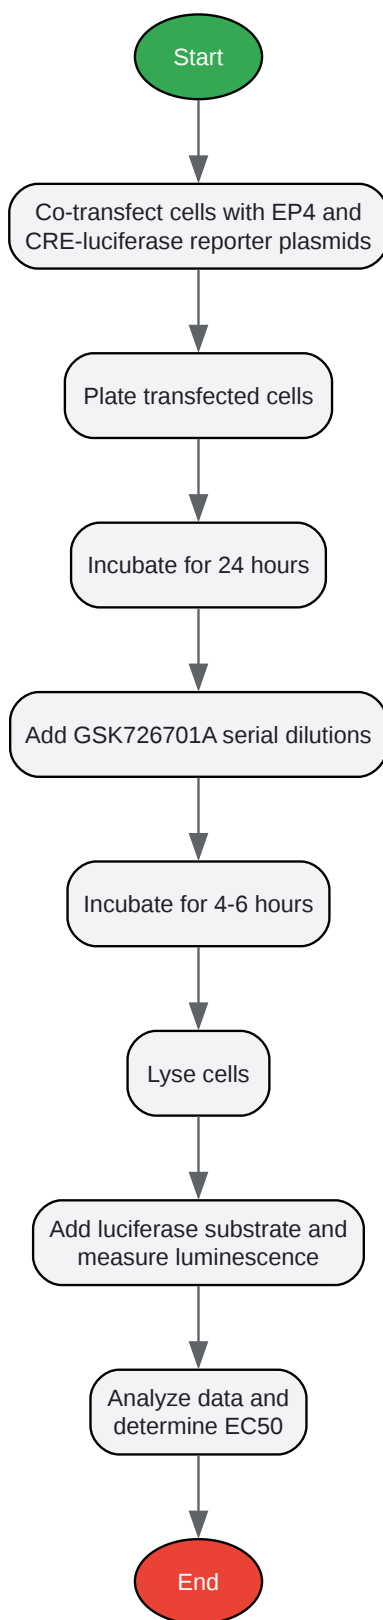 Start
Co-transfect cells with EP4 and
CRE-luciferase reporter plasmids
Plate transfected cells
Incubate for 24 hours
Add GSK726701A serial dilutions
Incubate for 4-6 hours
Lyse cells
Add luciferase substrate and
measure luminescence
Analyze data and
determine EC50
End